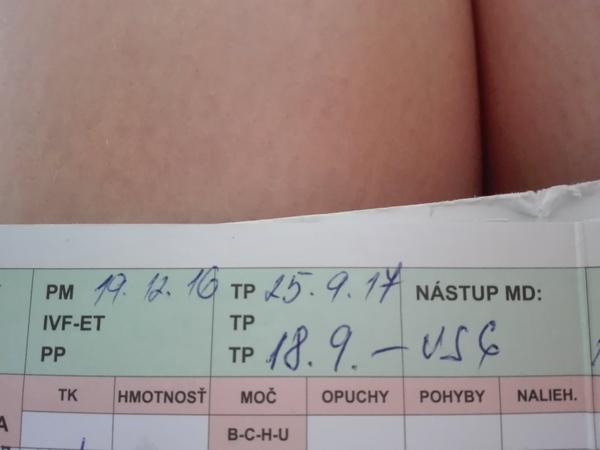 PM 19.12.16 TP 25.9.17 NÁSTUP MD:
IVF-ET TP
PP TP 18.9. – USG
TK HMOTNOSŤ MOČ OPUCHY POHYBY NALIEH.
B-C-H-U